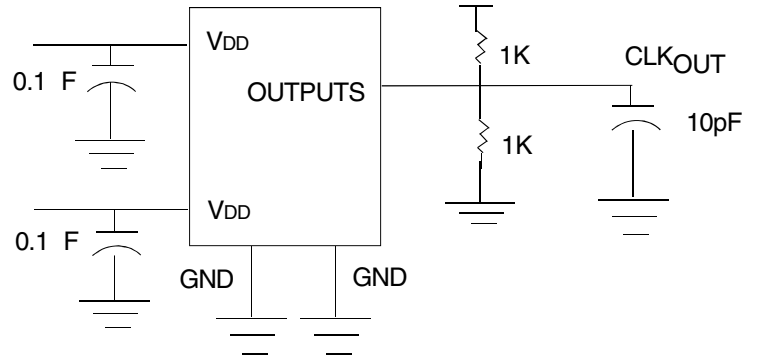 VDD
0.1 F
OUTPUTS
1K
CLKOUT
10pF
1K
VDD
0.1 F
GND
GND